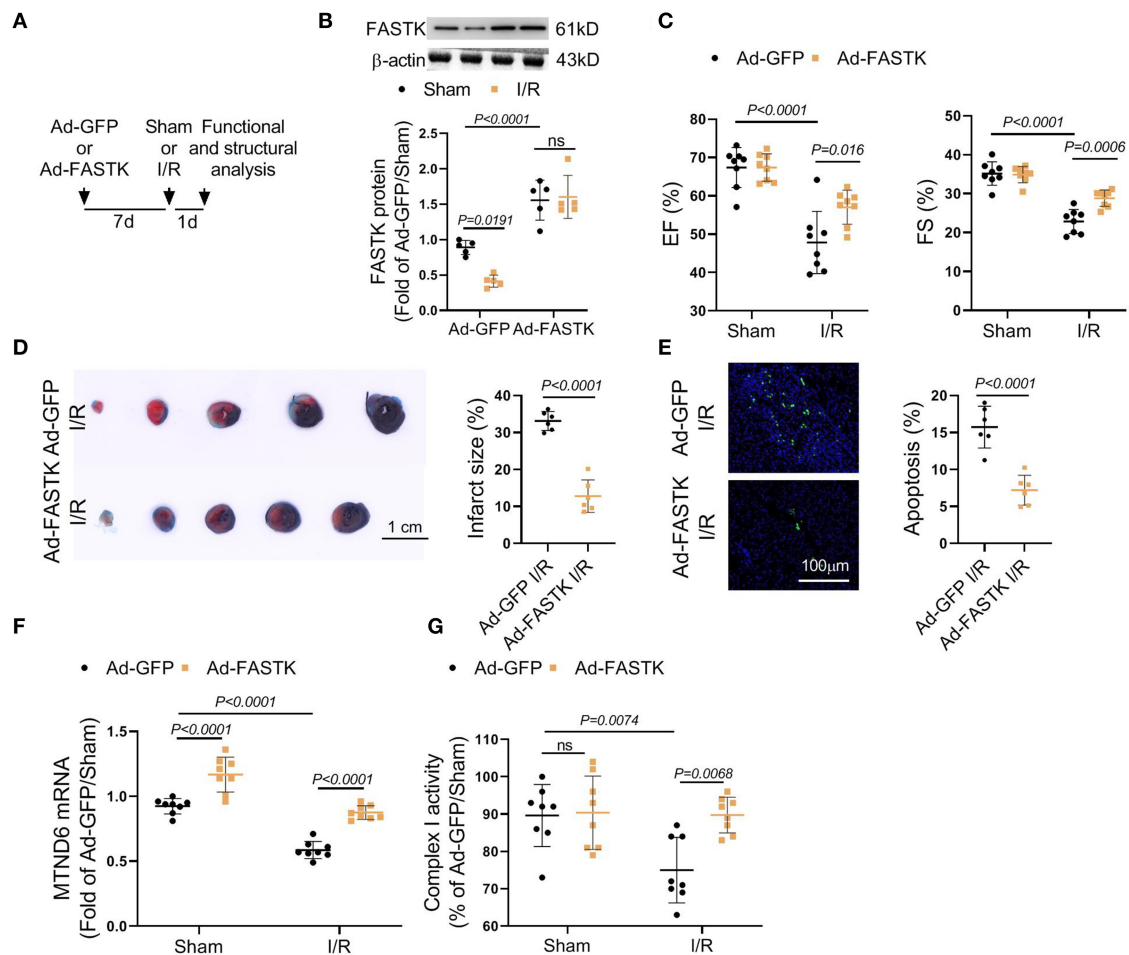 A
Ad-GFP
or
Ad-FASTK
Sham
or
I/R
Functional
and structural
analysis
7d
1d
B
FASTK
61kD
β-actin
43kD
Sham
I/R
FASTK protein
(Fold of Ad-GFP/Sham)
2.5
2.0
1.5
1.0
0.5
0.0
P<0.0001
ns
P=0.0191
Ad-GFP
Ad-FASTK
C
Ad-GFP
Ad-FASTK
EF (%)
80
70
60
50
40
30
P<0.0001
P=0.016
Sham
I/R
FS (%)
50
40
30
20
10
0
P<0.0001
P=0.0006
Sham
I/R
D
Ad-GFP
I/R
Ad-FASTK
I/R
1 cm
Infarct size (%)
40
30
20
10
0
P<0.0001
Ad-GFP I/R
Ad-FASTK I/R
E
Ad-GFP
I/R
Ad-FASTK
I/R
100μm
Apoptosis (%)
20
15
10
5
0
P<0.0001
Ad-GFP I/R
Ad-FASTK I/R
F
Ad-GFP
Ad-FASTK
MTND6 mRNA
(Fold of Ad-GFP/Sham)
1.5
1.0
0.5
0.0
P<0.0001
P<0.0001
P<0.0001
Sham
I/R
G
Ad-GFP
Ad-FASTK
Complex I activity
(% of Ad-GFP/Sham)
110
100
90
80
70
60
P=0.0074
ns
P=0.0068
Sham
I/R